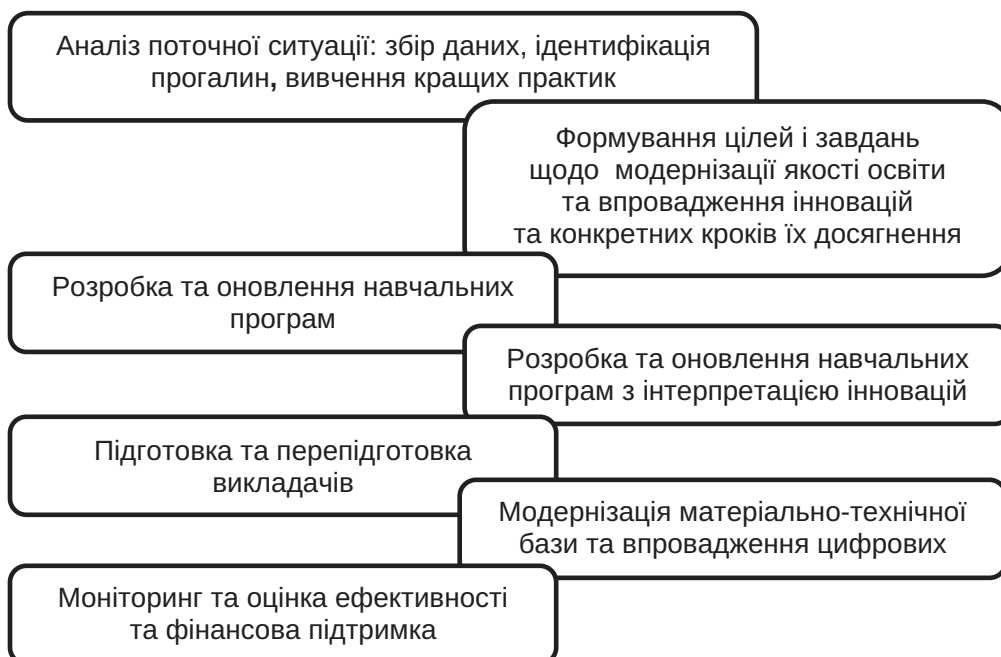 Аналіз поточної ситуації: збір даних, ідентифікація
прогалин, вивчення кращих практик
Формування цілей і завдань
щодо модернізації якості освіти
та впровадження інновацій
та конкретних кроків їх досягнення
Розробка та оновлення навчальних
програм
Розробка та оновлення навчальних
програм з інтерпретацією інновацій
Підготовка та перепідготовка
викладачів
Модернізація матеріально-технічної
бази та впровадження цифрових
Моніторинг та оцінка ефективності
та фінансова підтримка